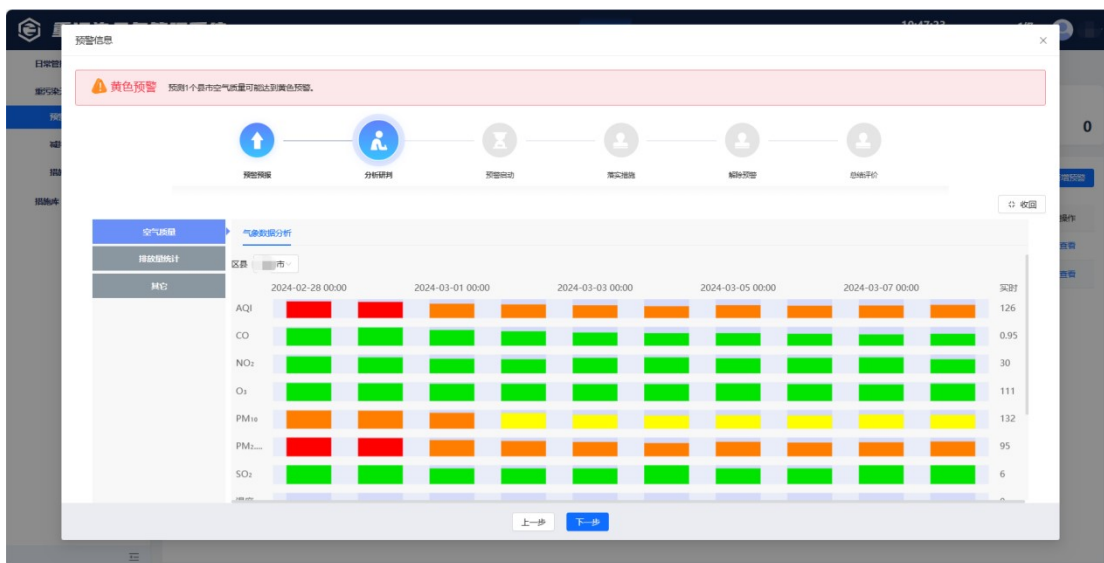 10:47:23
预警信息
日常管
黄色预警 预测1个县市空气质量可能达到黄色预警。
0
预警预报
分析研判
预警启动
落实措施
解除预警
总结评价
措施库
收回
操作
查看
查看
空气质量
排放量统计
其它
气象数据分析
区县
市
2024-02-28 00:00 2024-03-01 00:00 2024-03-03 00:00 2024-03-05 00:00 2024-03-07 00:00 实时
AQI 126
CO 0.95
NO₂ 30
O₃ 111
PM₁₀ 132
PM₂.... 95
SO₂ 6
上一步
下一步